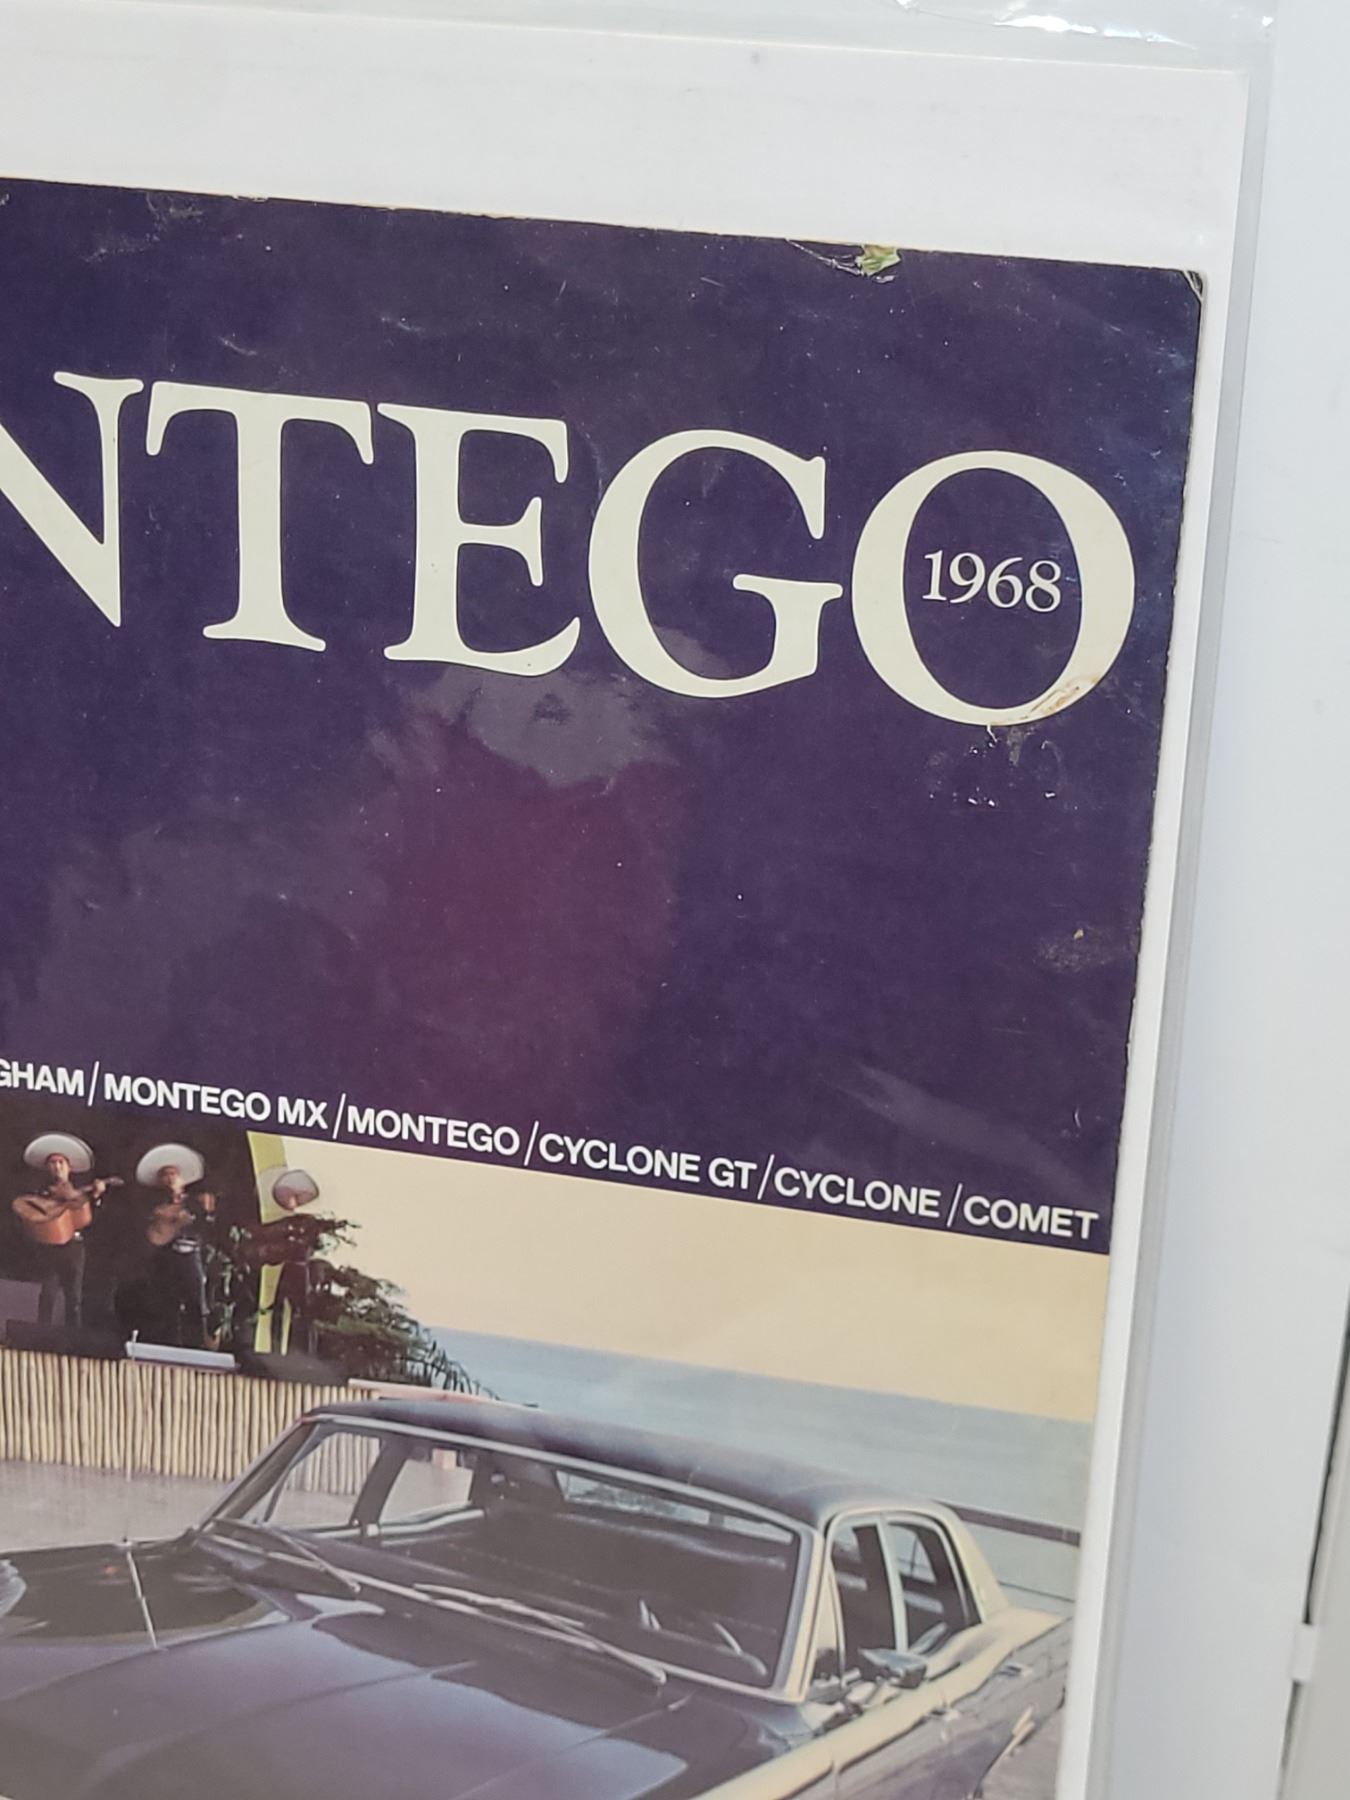 NTEGO
1968
GHAM/MONTEGO MX/MONTEGO/CYCLONE GT/CYCLONE/COMET